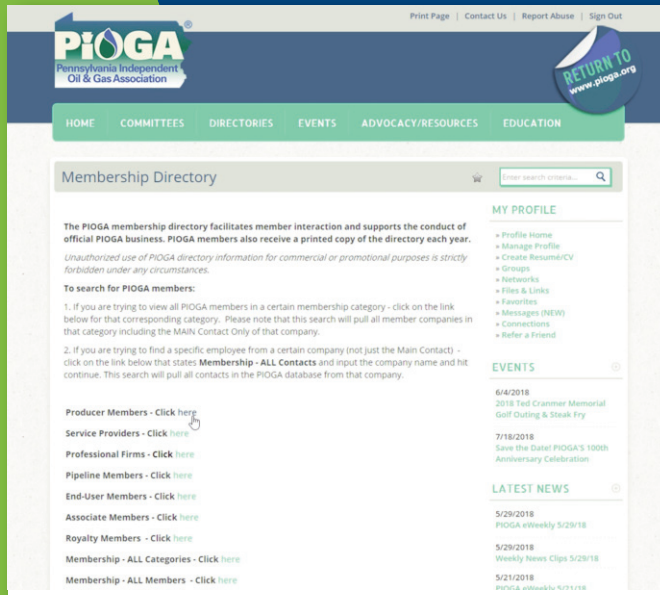 Print Page | Contact Us | Report Abuse | Sign Out
PIOGA
Pennsylvania Independent
Oil & Gas Association
RETURN TO
www.pioga.org
HOME COMMITTEES DIRECTORIES EVENTS ADVOCACY/RESOURCES EDUCATION
Membership Directory
Enter search criteria...
The PIOGA membership directory facilitates member interaction and supports the conduct of
official PIOGA business. PIOGA members also receive a printed copy of the directory each year.
Unauthorized use of PIOGA directory information for commercial or promotional purposes is strictly
forbidden under any circumstances.
To search for PIOGA members:
1. If you are trying to view all PIOGA members in a certain membership category - click on the link
below for that corresponding category. Please note that this search will pull all member companies in
that category including the MAIN Contact Only of that company.
2. If you are trying to find a specific employee from a certain company (not just the Main Contact) -
click on the link below that states Membership - ALL Contacts and input the company name and hit
continue. This search will pull all contacts in the PIOGA database from that company.
Producer Members - Click here
Service Providers - Click here
Professional Firms - Click here
Pipeline Members - Click here
End-User Members - Click here
Associate Members - Click here
Royalty Members - Click here
Membership - ALL Categories - Click here
Membership - ALL Members - Click here
MY PROFILE
» Profile Home
» Manage Profile
» Create Resumé/CV
» Groups
» Networks
» Files & Links
» Favorites
» Messages (NEW)
» Connections
» Refer a Friend
EVENTS
6/4/2018
2018 Ted Cranmer Memorial
Golf Outing & Steak Fry
7/18/2018
Save the Date! PIOGA'S 100th
Anniversary Celebration
LATEST NEWS
5/29/2018
PIOGA eWeekly 5/29/18
5/29/2018
Weekly News Clips 5/29/18
5/21/2018
PIOGA eWeekly 5/21/18